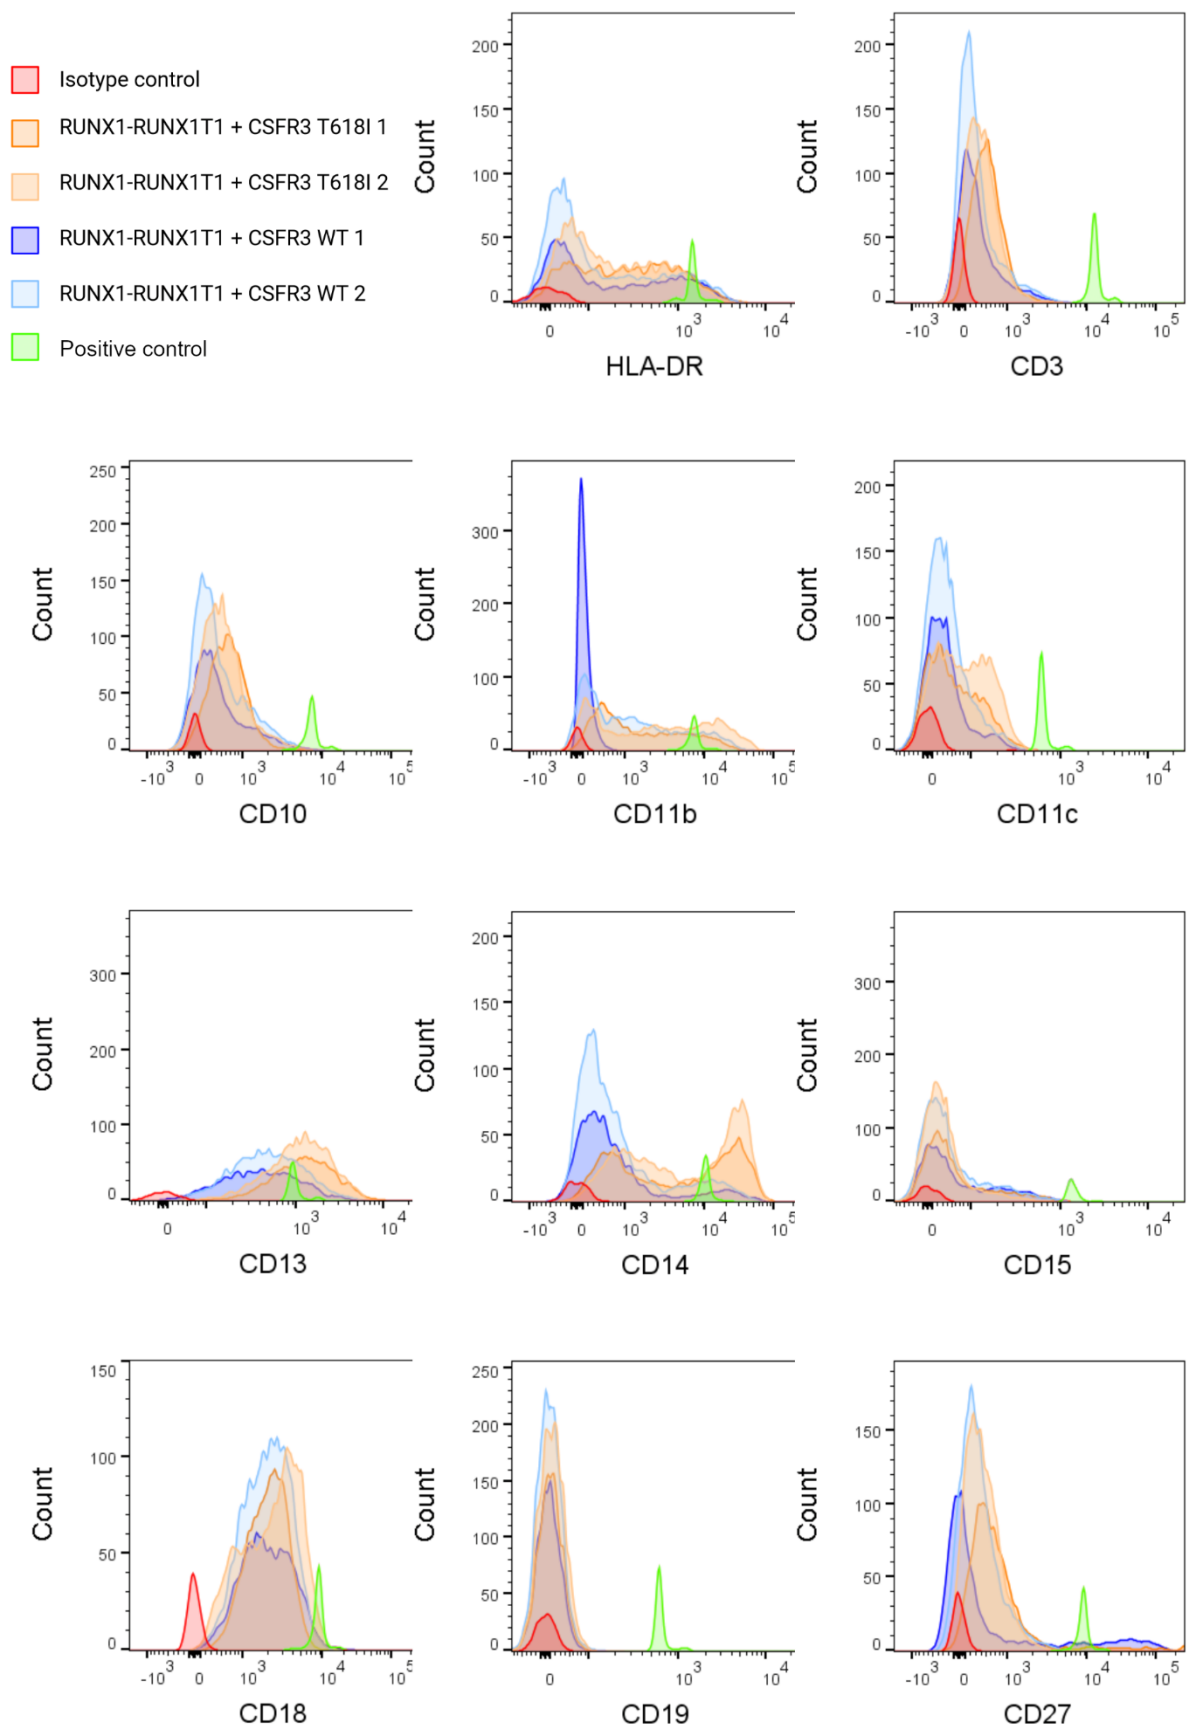 Isotype control
RUNX1-RUNX1T1 + CSFR3 T618I 1
RUNX1-RUNX1T1 + CSFR3 T618I 2
RUNX1-RUNX1T1 + CSFR3 WT 1
RUNX1-RUNX1T1 + CSFR3 WT 2
Positive control
Count
200
150
100
50
0
0 10^3 10^4
HLA-DR
Count
200
150
100
50
0
-10^3 0 10^3 10^4 10^5
CD3
Count
250
200
150
100
50
0
-10^3 0 10^3 10^4 10^5
CD10
Count
300
200
100
0
-10^3 0 10^3 10^4 10^5
CD11b
Count
200
150
100
50
0
0 10^3 10^4
CD11c
Count
300
200
100
0
0 10^3 10^4
CD13
Count
200
150
100
50
0
-10^3 0 10^3 10^4 10^5
CD14
Count
300
200
100
0
0 10^3 10^4
CD15
Count
150
100
50
0
-10^3 0 10^3 10^4 10^5
CD18
Count
250
200
150
100
50
0
0 10^3 10^4
CD19
Count
150
100
50
0
-10^3 0 10^3 10^4 10^5
CD27